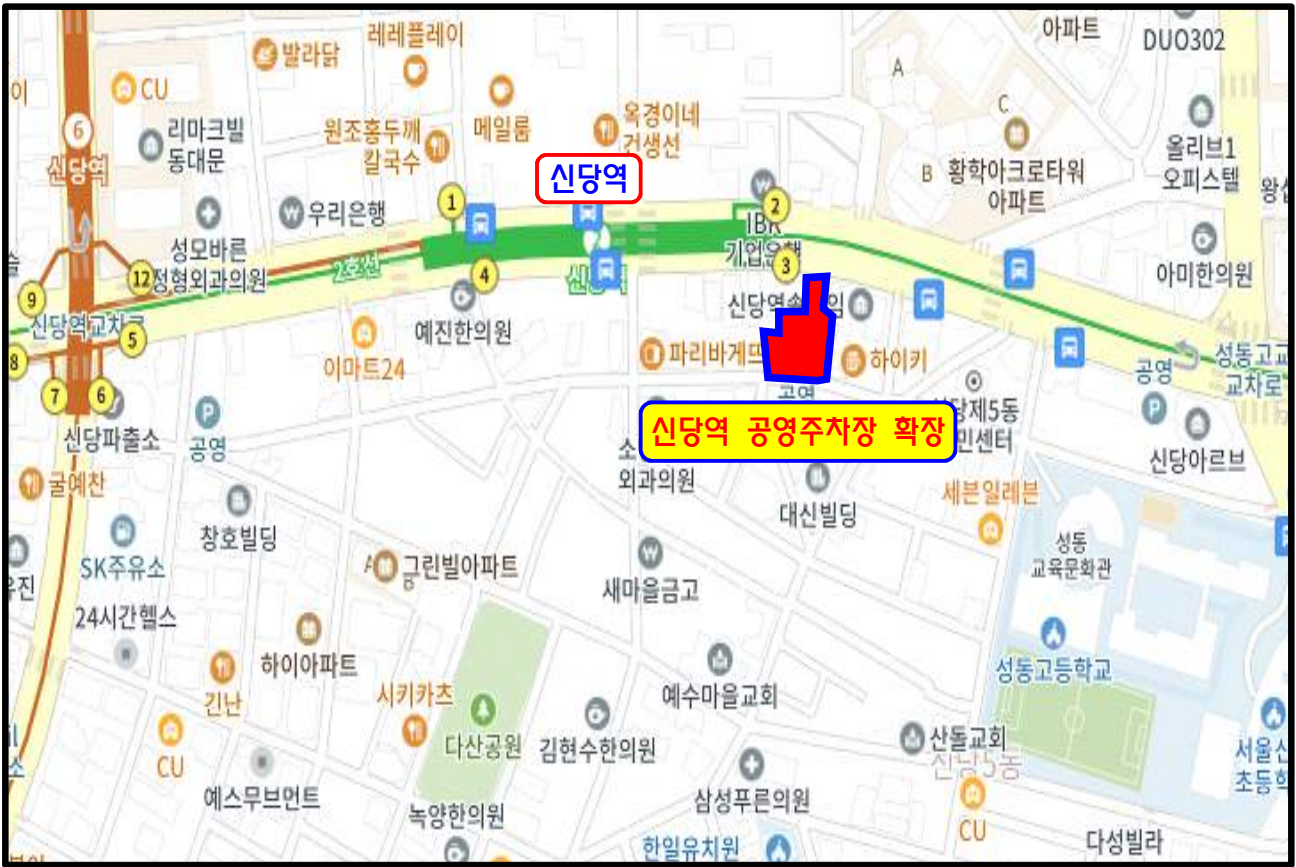 아파트
DUO302
레레플레이
발라닭
A
CU
C
6
리마크빌
동대문
원조홍두깨
칼국수
메일룸
옥경이네
건생선
올리브1
오피스텔
신당역
신당역
B
황학아크로타워
아파트
우리은행
1
2
IBK
기업은행
성모바른
정형외과의원
2호선
4
3
아미한의원
12
9
신당역교차로
5
예진한의원
8
이마트24
파리바게뜨
하이키
공영
성동고교
교차로
7
6
신당파출소
P
공영
신당역 공영주차장 확장
P
신당아르브
외과의원
굴예찬
창호빌딩
대신빌딩
세븐일레븐
성동
교육문화관
SK주유소
A
B
그린빌아파트
새마을금고
24시간헬스
하이아파트
성동고등학교
긴난
시키카츠
예수마을교회
다산공원
김현수한의원
산돌교회
신당5동
CU
예스무브먼트
삼성푸른의원
녹양한의원
CU
한일유치원
다성빌라